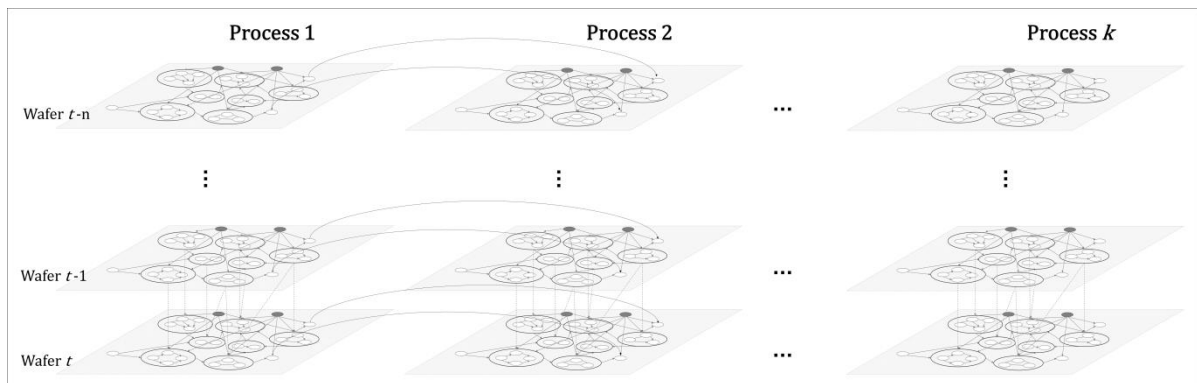 Process 1 Process 2 Process k
Wafer t-n ...
Wafer t-1 ...
Wafer t ...